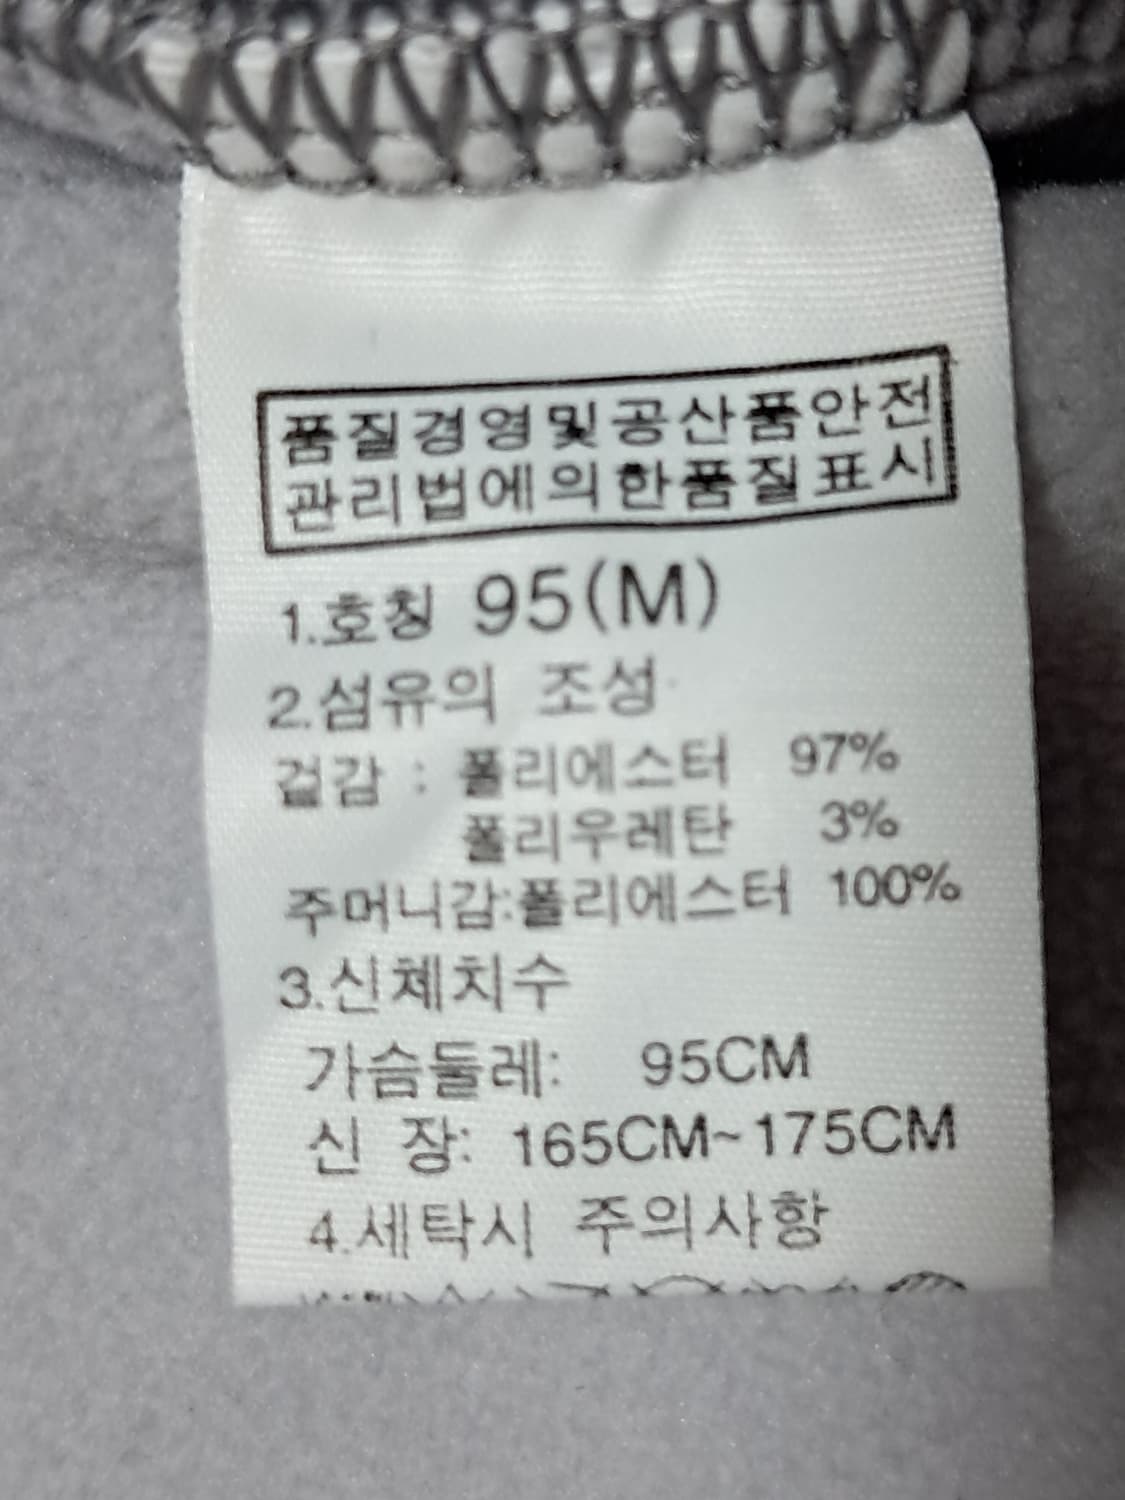 품질경영및공산품안전
관리법에의한품질표시
1.호칭 95(M)
2.섬유의 조성
겉감 : 폴리에스터 97%
폴리우레탄 3%
주머니감:폴리에스터 100%
3.신체치수
가슴둘레: 95CM
신 장: 165CM~175CM
4.세탁시 주의사항